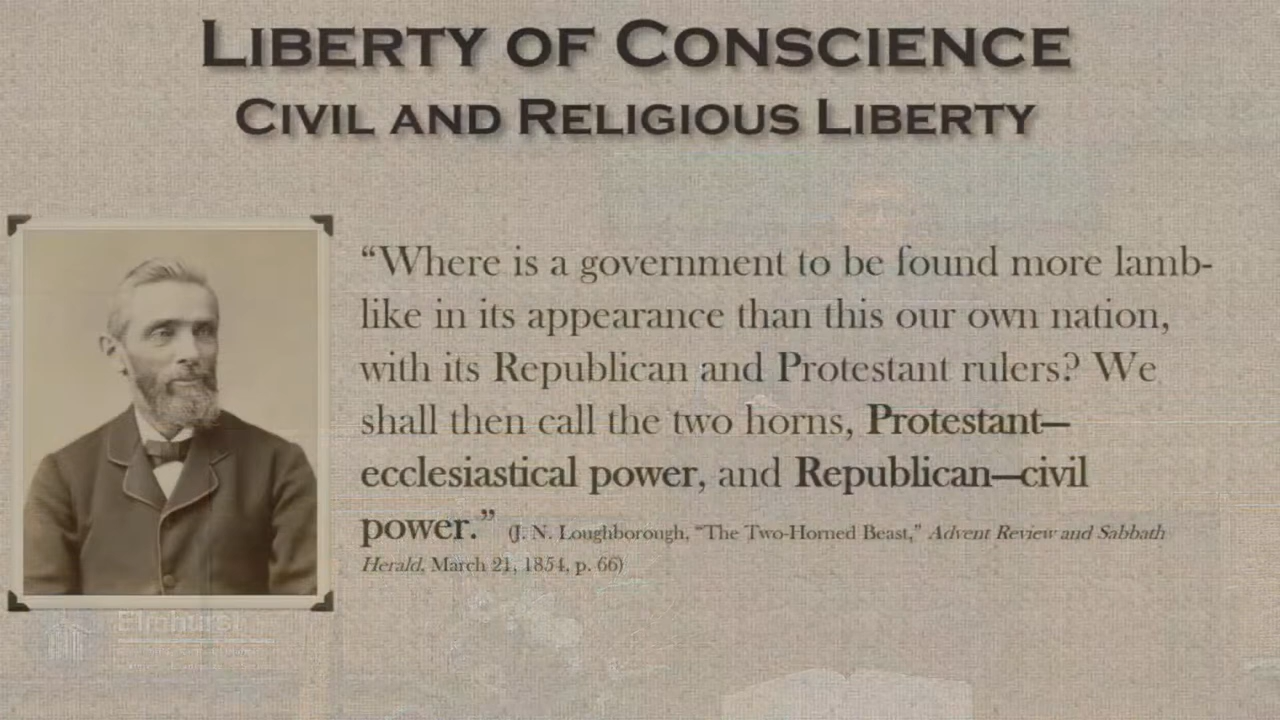 LIBERTY OF CONSCIENCE
CIVIL AND RELIGIOUS LIBERTY
“Where is a government to be found more lamb-
like in its appearance than this our own nation,
with its Republican and Protestant rulers? We
shall then call the two horns, Protestant—
ecclesiastical power, and Republican—civil
power.” (J. N. Loughborough, “The Two-Horned Beast,” Advent Review and Sabbath
Herald, March 21, 1854, p. 66)
Elmhurst